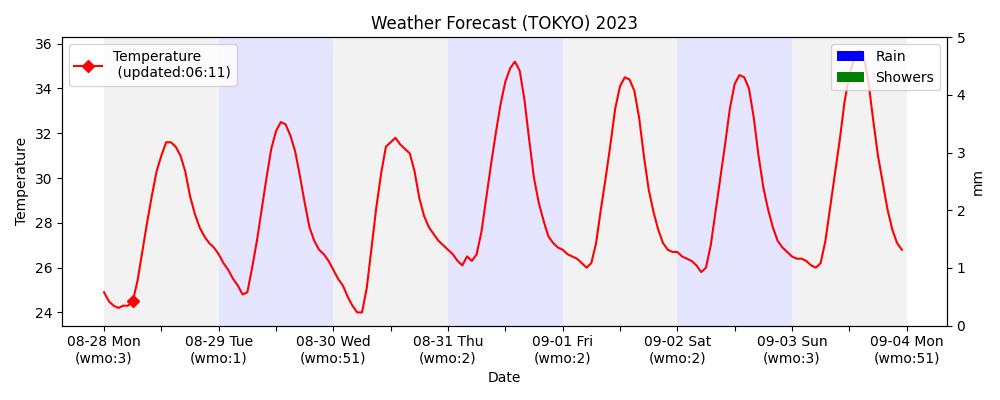 Weather Forecast (TOKYO) 2023
Temperature
(updated:06:11)
Rain
Showers
36
34
32
30
28
26
24
Temperature
5
4
3
2
1
0
mm
08-28 Mon
(wmo:3)
08-29 Tue
(wmo:1)
08-30 Wed
(wmo:51)
08-31 Thu
(wmo:2)
09-01 Fri
(wmo:2)
09-02 Sat
(wmo:2)
09-03 Sun
(wmo:3)
09-04 Mon
(wmo:51)
Date